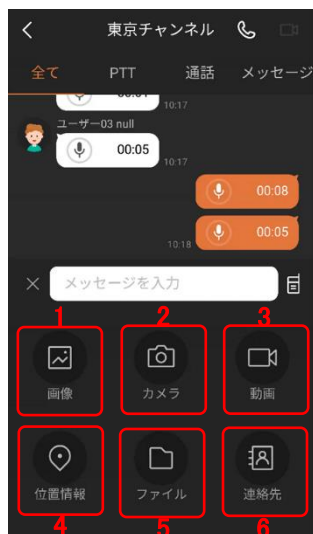 東京チャンネル
全て PTT 通話 メッセージ
10:17
ユーザー03 null
00:05
10:17
00:08
00:05
10:18
メッセージを入力
1 2 3
画像 カメラ 動画
位置情報 ファイル 連絡先
4 5 6